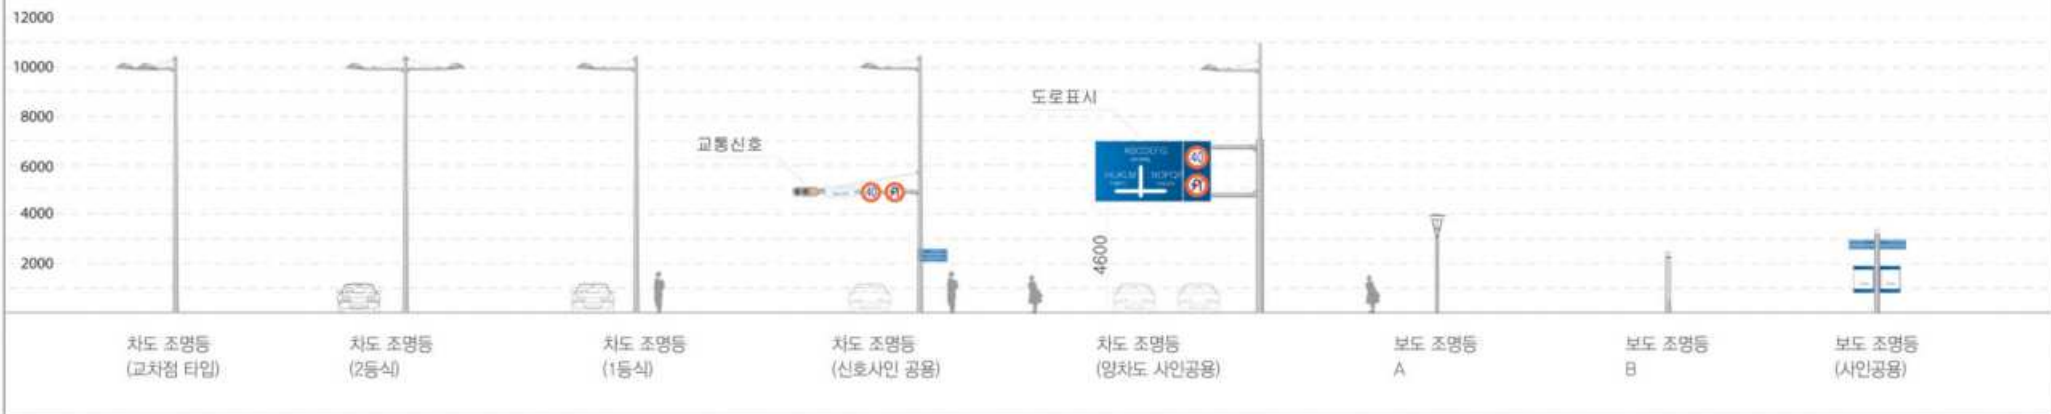 12000
10000
8000
6000
4000
2000
교통신호
40
도로표시
ABCDEFG
40
4600
차도 조명등
(교차점 타입)
차도 조명등
(2등식)
차도 조명등
(1등식)
차도 조명등
(신호사인 공용)
차도 조명등
(양차도 사인공용)
보도 조명등
A
보도 조명등
B
보도 조명등
(사인공용)